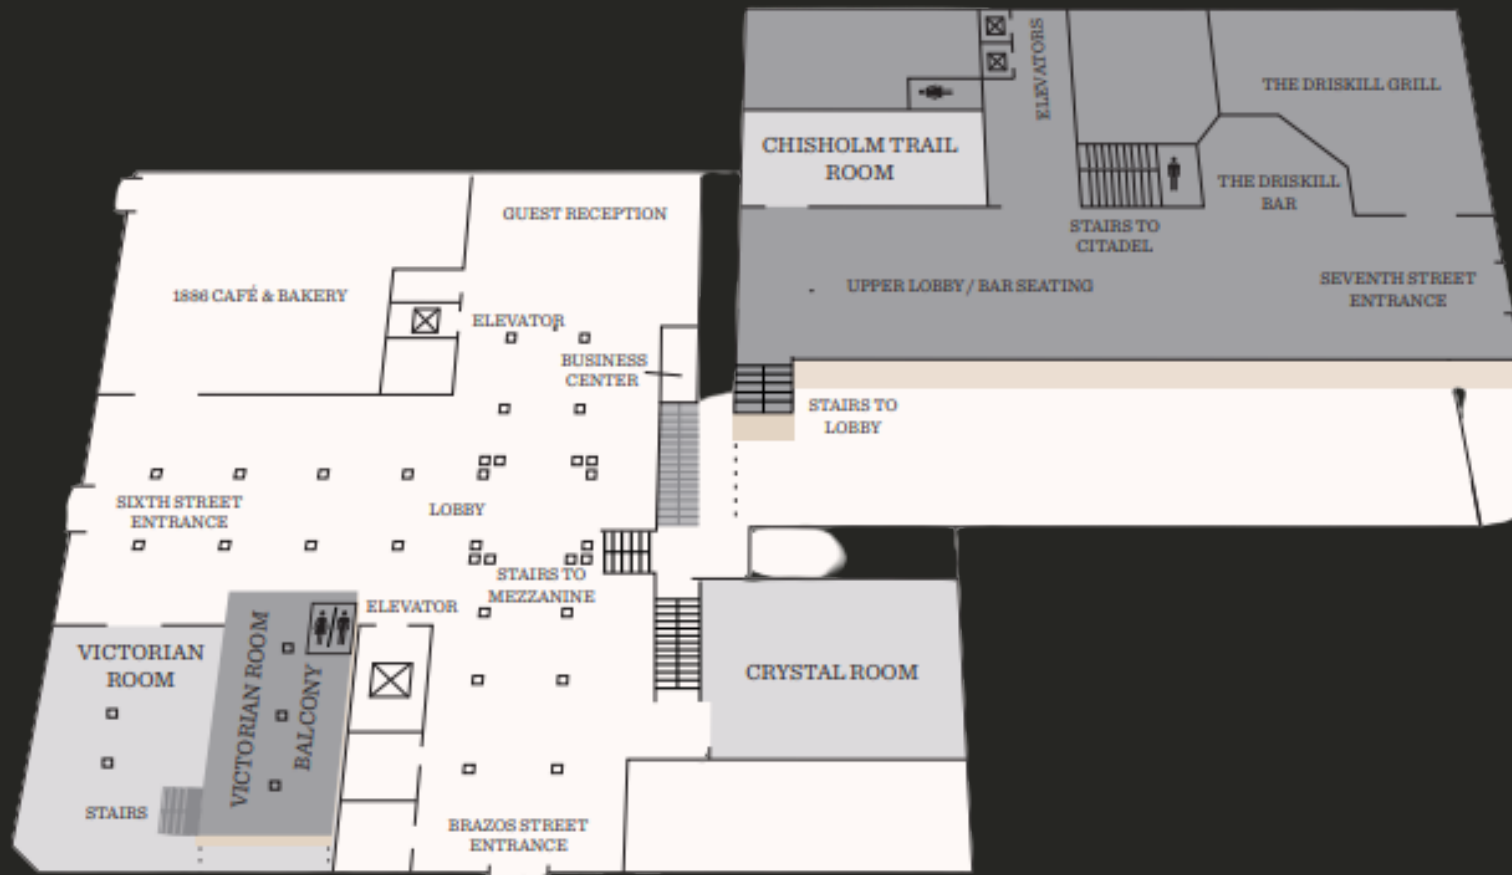 ELEVATORS
THE DRISKILL GRILL
CHISHOLM TRAIL
ROOM
THE DRISKILL
BAR
STAIRS TO
CITADEL
UPPER LOBBY / BAR SEATING
SEVENTH STREET
ENTRANCE
GUEST RECEPTION
1886 CAFÉ & BAKERY
ELEVATOR
BUSINESS
CENTER
STAIRS TO
LOBBY
SIXTH STREET
ENTRANCE
LOBBY
STAIRS TO
MEZZANINE
ELEVATOR
VICTORIAN
ROOM
VICTORIAN ROOM
BALCONY
CRYSTAL ROOM
STAIRS
BRAZOS STREET
ENTRANCE